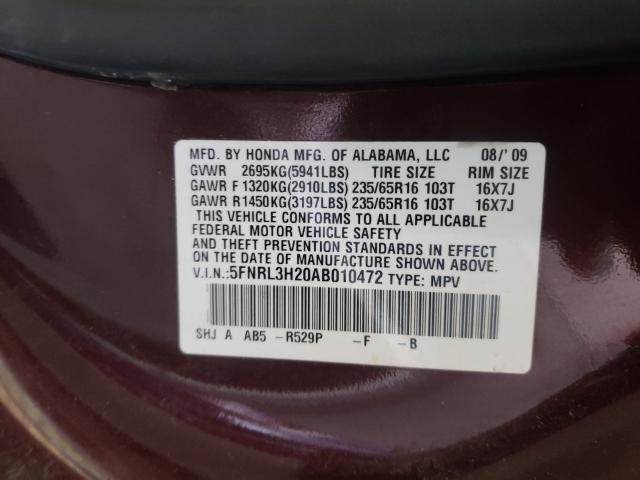 MFD. BY HONDA MFG. OF ALABAMA, LLC 08/' 09
GVWR 2695KG(5941LBS) TIRE SIZE RIM SIZE
GAWR F 1320KG(2910LBS) 235/65R16 103T 16X7J
GAWR R 1450KG(3197LBS) 235/65R16 103T 16X7J
THIS VEHICLE CONFORMS TO ALL APPLICABLE
FEDERAL MOTOR VEHICLE SAFETY
AND THEFT PREVENTION STANDARDS IN EFFECT
ON THE DATE OF MANUFACTURE SHOWN ABOVE.
V.I.N.:5FNRL3H20AB010472 TYPE: MPV
SHJ A AB5 -R529P -F -B